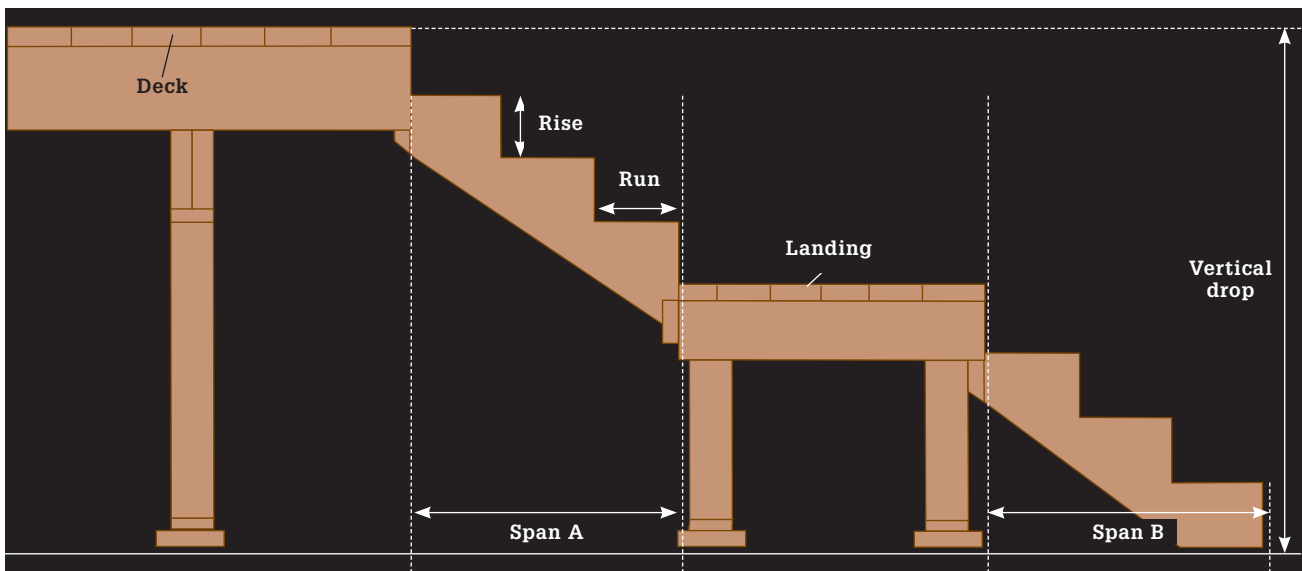 Deck
Rise
Run
Landing
Vertical
drop
Span A
Span B